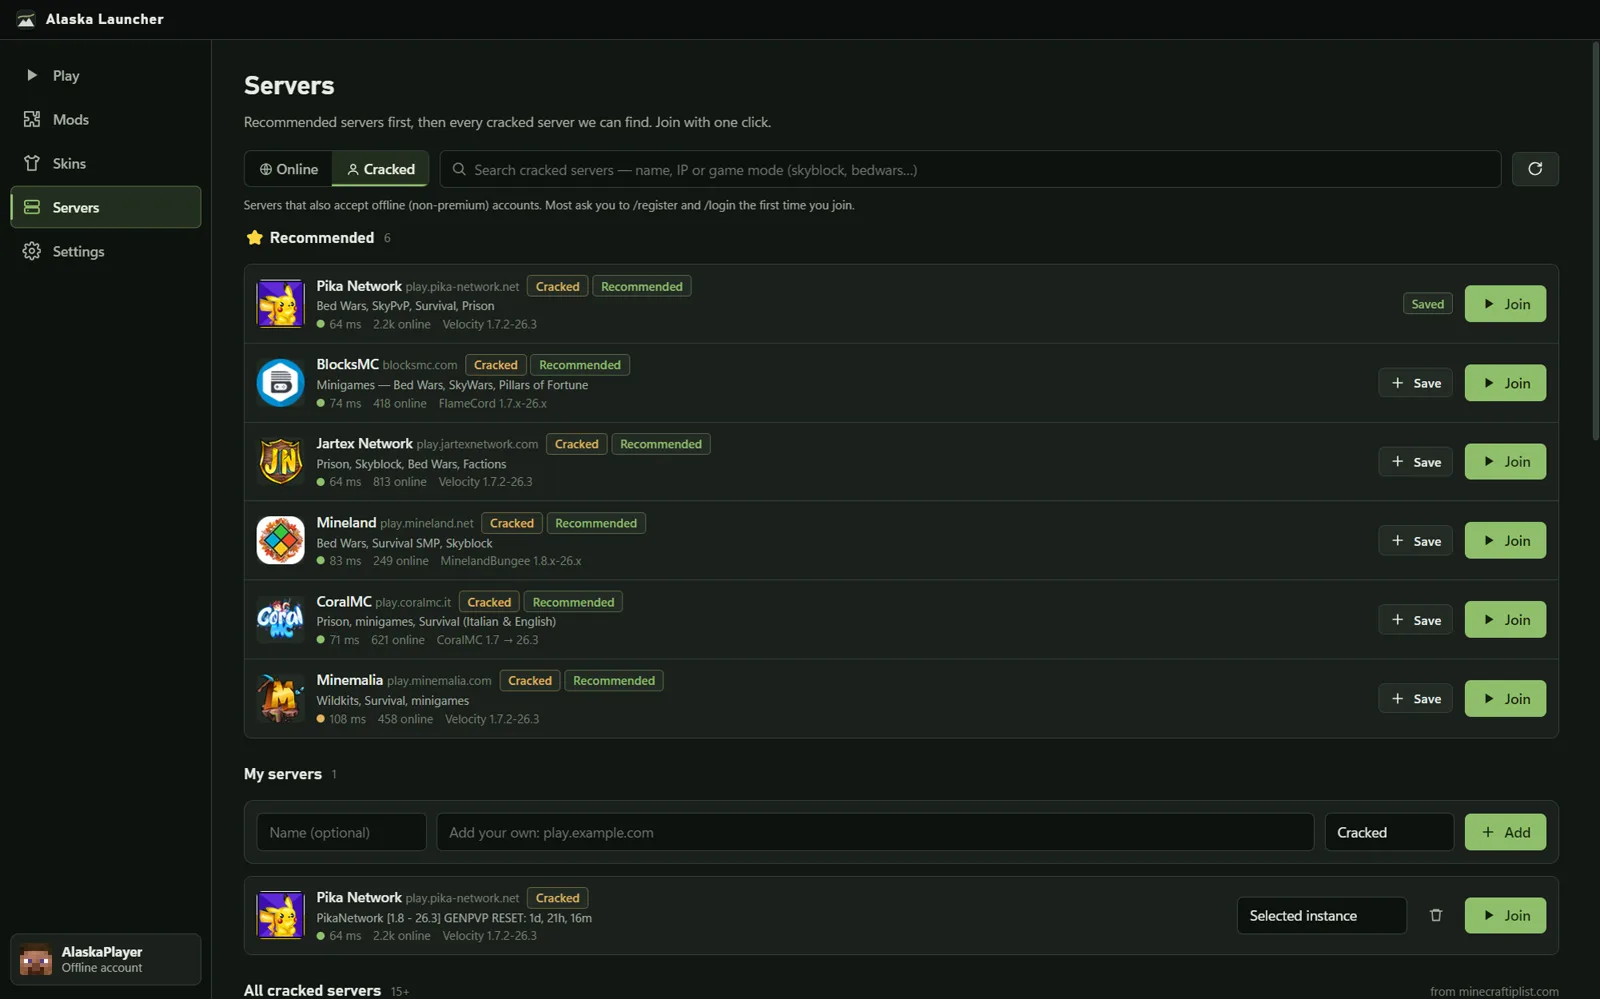 Alaska Launcher
Play
Mods
Skins
Servers
Settings
AlaskaPlayer
Offline account
Servers
Recommended servers first, then every cracked server we can find. Join with one click.
Online
Cracked
Search cracked servers — name, IP or game mode (skyblock, bedwars...)
Servers that also accept offline (non-premium) accounts. Most ask you to /register and /login the first time you join.
Recommended 6
Pika Network play.pika-network.net Cracked Recommended
Bed Wars, SkyPvP, Survival, Prison
64 ms 2.2k online Velocity 1.7.2-26.3
Saved
Join
BlocksMC blocksmc.com Cracked Recommended
Minigames — Bed Wars, SkyWars, Pillars of Fortune
74 ms 418 online FlameCord 1.7.x-26.x
+ Save
Join
JN
Jartex Network play.jartexnetwork.com Cracked Recommended
Prison, Skyblock, Bed Wars, Factions
64 ms 813 online Velocity 1.7.2-26.3
+ Save
Join
Mineland play.mineland.net Cracked Recommended
Bed Wars, Survival SMP, Skyblock
83 ms 249 online MinelandBungee 1.8.x-26.x
+ Save
Join
Coral
MC
CoralMC play.coralmc.it Cracked Recommended
Prison, minigames, Survival (Italian & English)
71 ms 621 online CoralMC 1.7 → 26.3
+ Save
Join
M
Minemalia play.minemalia.com Cracked Recommended
Wildkits, Survival, minigames
108 ms 458 online Velocity 1.7.2-26.3
+ Save
Join
My servers 1
Name (optional)
Add your own: play.example.com
Cracked
+ Add
Pika Network play.pika-network.net Cracked
PikaNetwork [1.8 - 26.3] GENPVP RESET: 1d, 21h, 16m
64 ms 2.2k online Velocity 1.7.2-26.3
Selected instance
Join
All cracked servers 15+
from minecraftiplist.com